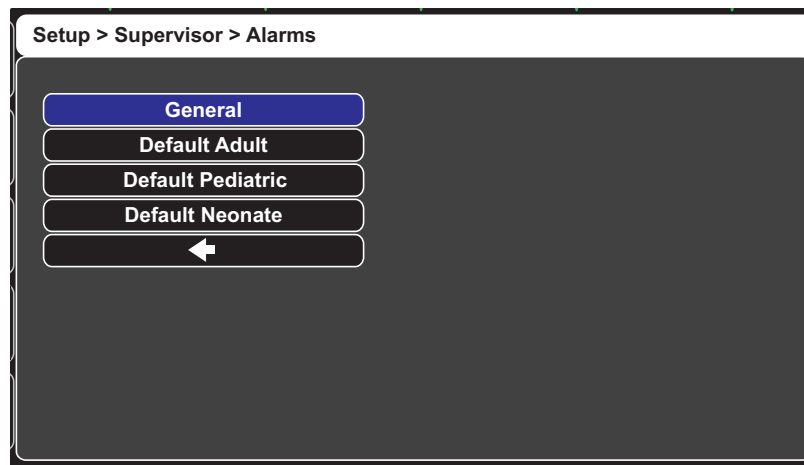 Setup > Supervisor > Alarms
General
Default Adult
Default Pediatric
Default Neonate